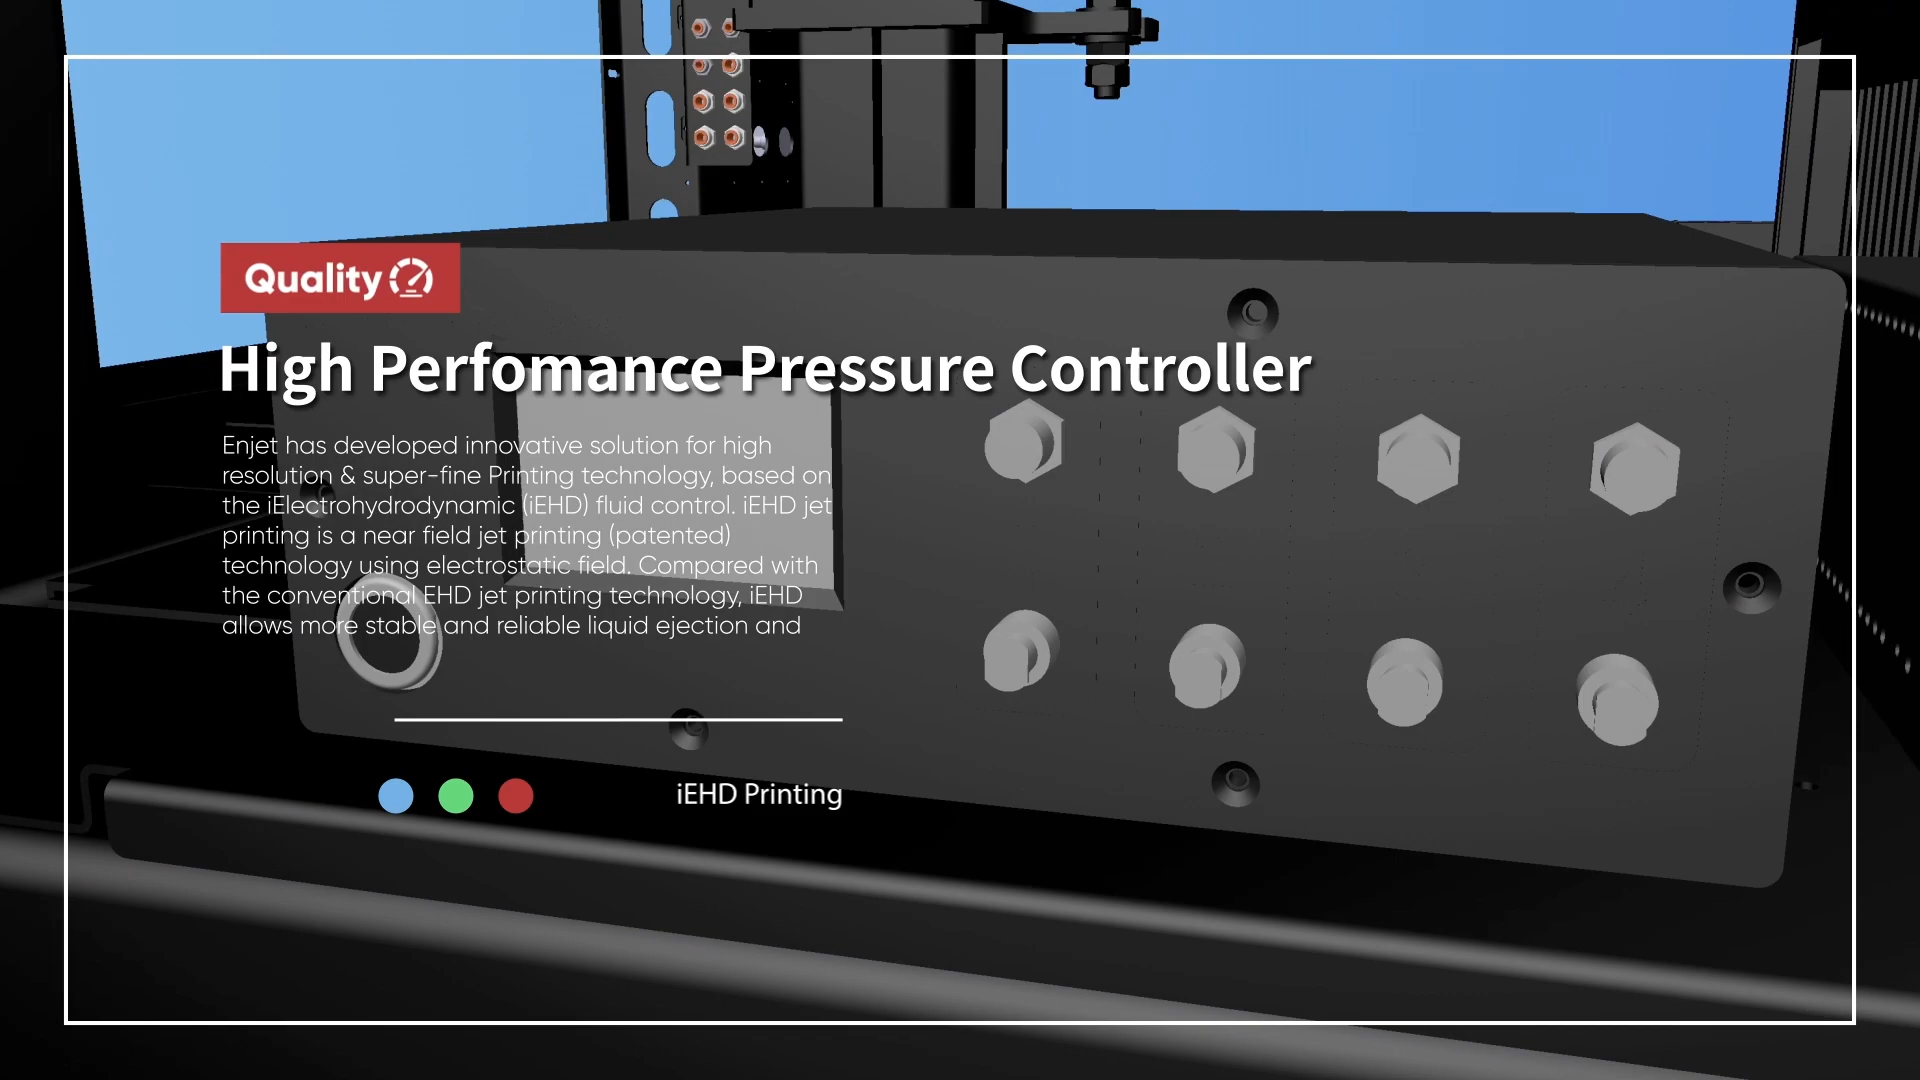 Quality
High Perfomance Pressure Controller
Enjet has developed innovative solution for high
resolution & super-fine Printing technology, based on
the iElectrohydrodynamic (iEHD) fluid control. iEHD jet
printing is a near field jet printing (patented)
technology using electrostatic field. Compared with
the conventional EHD jet printing technology, iEHD
allows more stable and reliable liquid ejection and
iEHD Printing